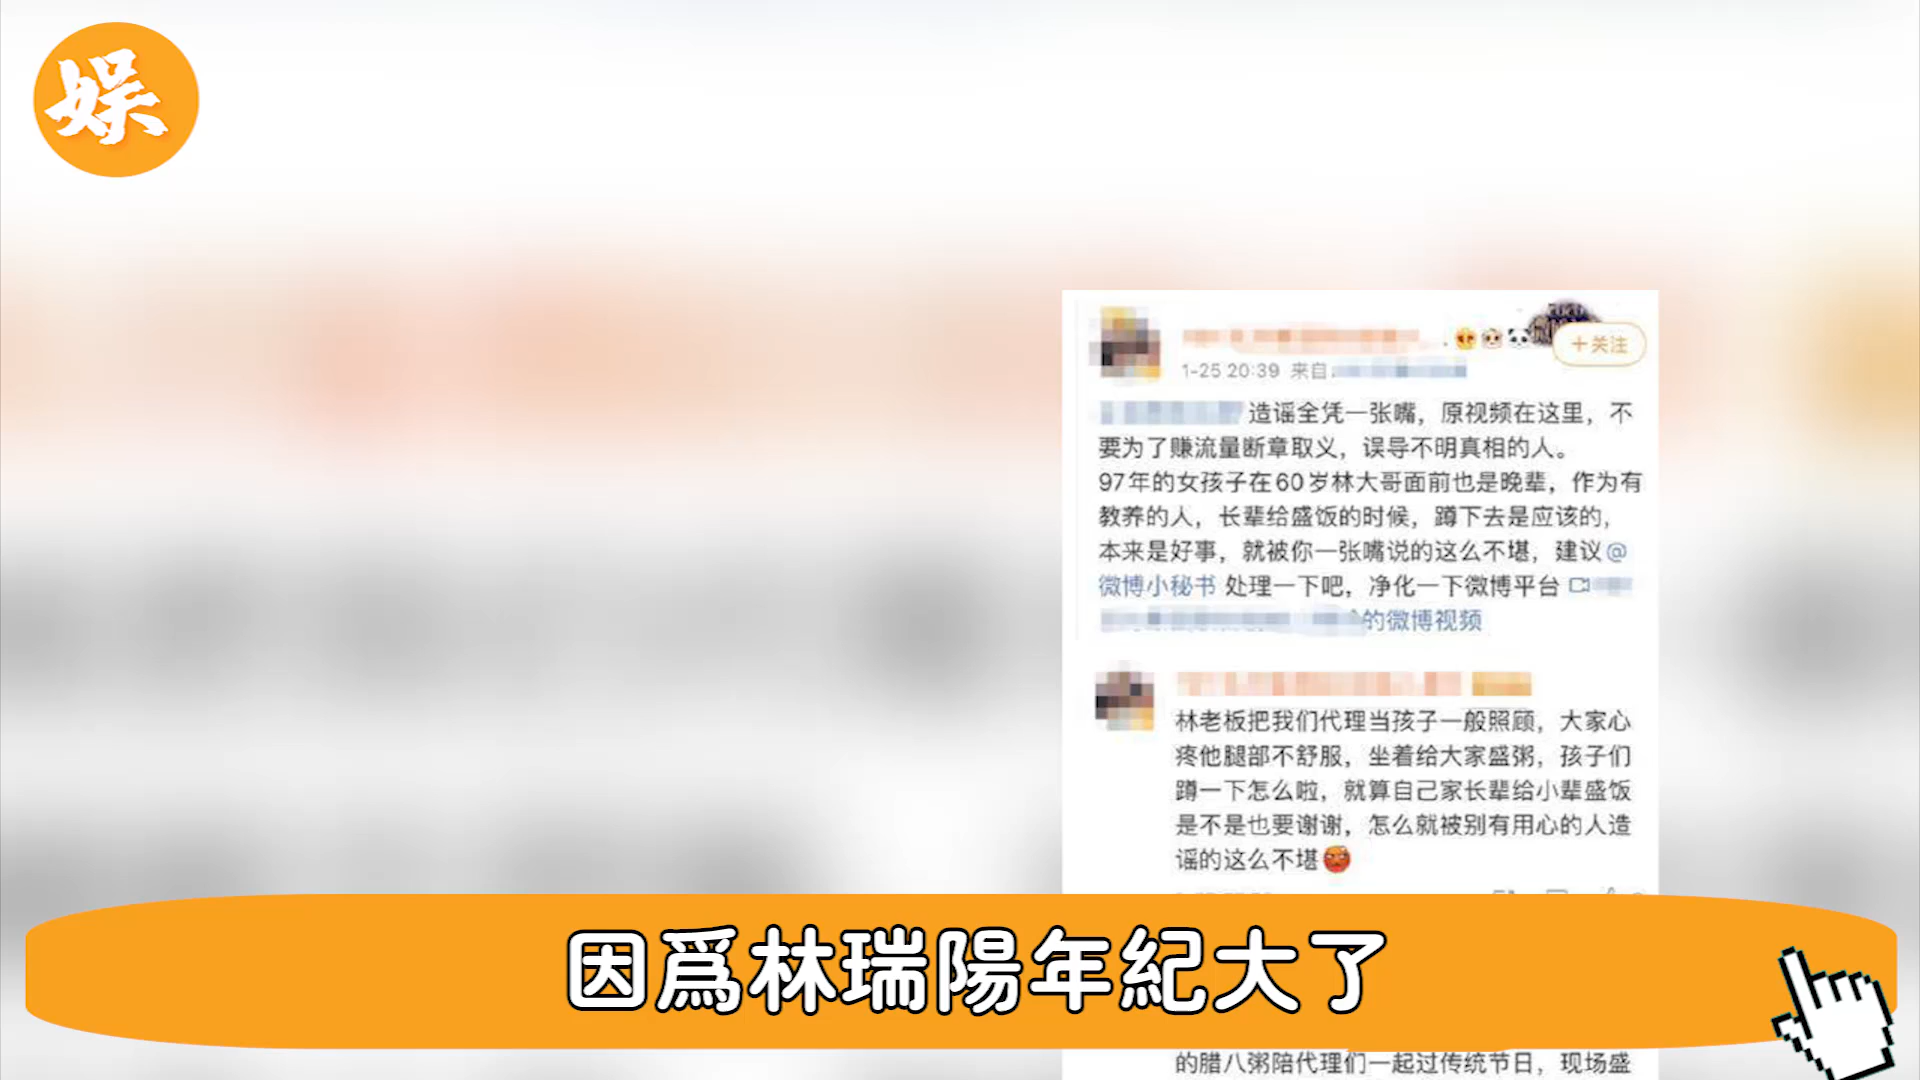 娱
+关注
1-25 20:39 来自
造谣全凭一张嘴，原视频在这里，不
要为了赚流量断章取义，误导不明真相的人。
97年的女孩子在60岁林大哥面前也是晚辈，作为有
教养的人，长辈给盛饭的时候，蹲下去是应该的，
本来是好事，就被你一张嘴说的这么不堪，建议@
微博小秘书 处理一下吧，净化一下微博平台
的微博视频
林老板把我们代理当孩子一般照顾，大家心
疼他腿部不舒服，坐着给大家盛粥，孩子们
蹲一下怎么啦，就算自己家长辈给小辈盛饭
是不是也要谢谢，怎么就被别有用心的人造
谣的这么不堪
因爲林瑞陽年紀大了
的腊八粥陪代理们一起过传统节日，现场盛